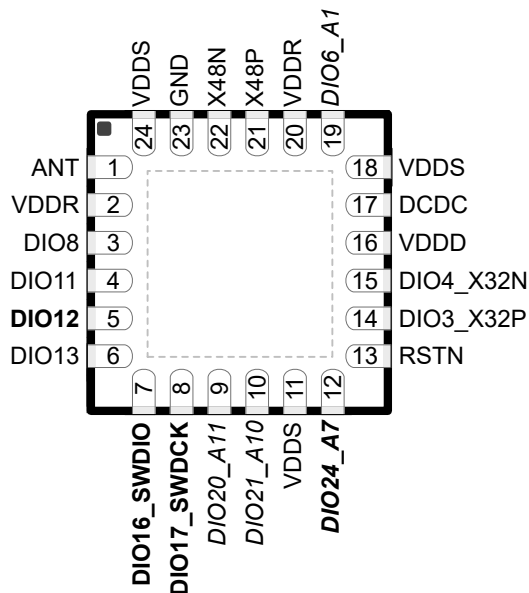 VDDS
GND
X48N
X48P
VDDR
DIO6_A1
24
23
22
21
20
19
ANT 1
VDDR 2
DIO8 3
DIO11 4
DIO12 5
DIO13 6
18 VDDS
17 DCDC
16 VDDD
15 DIO4_X32N
14 DIO3_X32P
13 RSTN
7
8
9
10
11
12
DIO16_SWDIO
DIO17_SWDCK
DIO20_A11
DIO21_A10
VDDS
DIO24_A7